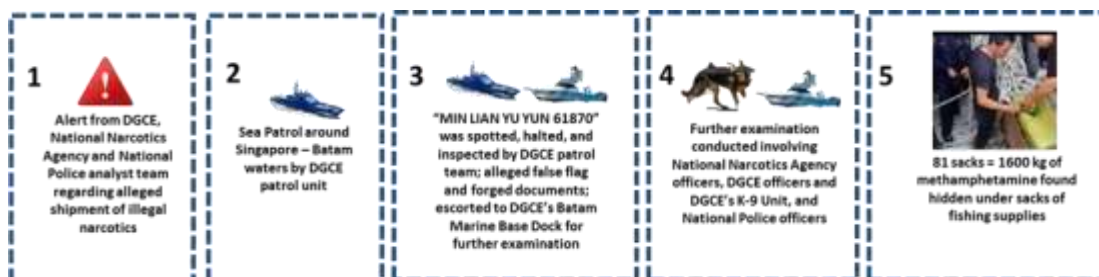 1
Alert from DGCE,
National Narcotics
Agency and National
Police analyst team
regarding alleged
shipment of illegal
narcotics
2
Sea Patrol around
Singapore – Batam
waters by DGCE
patrol unit
3
“MIN LIAN YU YUN 61870”
was spotted, halted, and
inspected by DGCE patrol
team; alleged false flag
and forged documents;
escorted to DGCE’s Batam
Marine Base Dock for
further examination
4
Further examination
conducted involving
National Narcotics Agency
officers, DGCE officers and
DGCE’s K-9 Unit, and
National Police officers
5
81 sacks = 1600 kg of
methamphetamine found
hidden under sacks of
fishing supplies